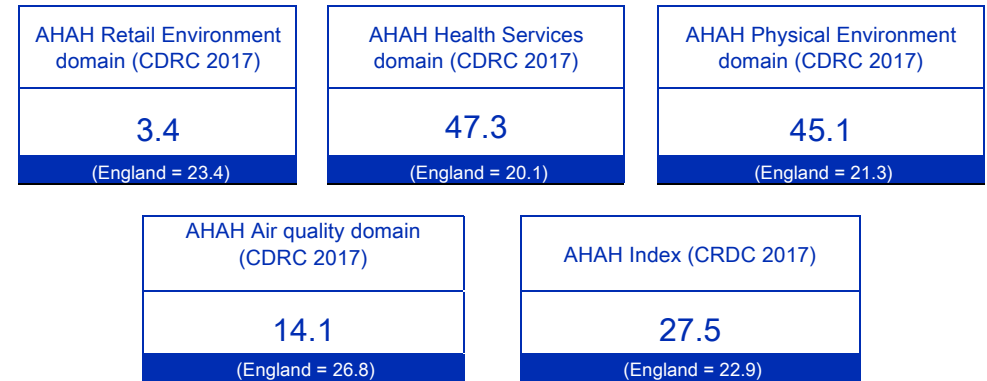 AHAH Retail Environment
domain (CDRC 2017)
3.4
(England = 23.4)
AHAH Health Services
domain (CDRC 2017)
47.3
(England = 20.1)
AHAH Physical Environment
domain (CDRC 2017)
45.1
(England = 21.3)
AHAH Air quality domain
(CDRC 2017)
14.1
(England = 26.8)
AHAH Index (CRDC 2017)
27.5
(England = 22.9)